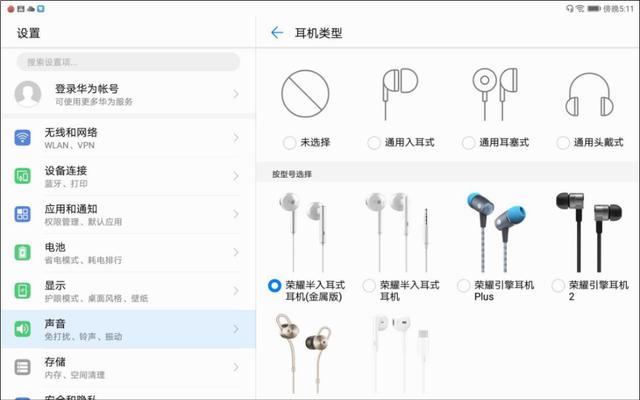 傍晚5:11
设置
搜索设置项...
登录华为帐号
可使用更多华为服务
无线和网络
WLAN、VPN
设备连接
蓝牙、打印
应用和通知
权限管理、默认应用
电池
省电模式、耗电排行
显示
护眼模式、桌面风格、壁纸
声音
免打扰、铃声、振动
存储
内存、空间清理
安全和隐私
耳机类型
未选择
通用入耳式
通用耳塞式
通用头戴式
按型号选择
荣耀半入耳式
耳机(金属版)
荣耀半入耳式
耳机
荣耀引擎耳机
Plus
荣耀引擎耳机
2